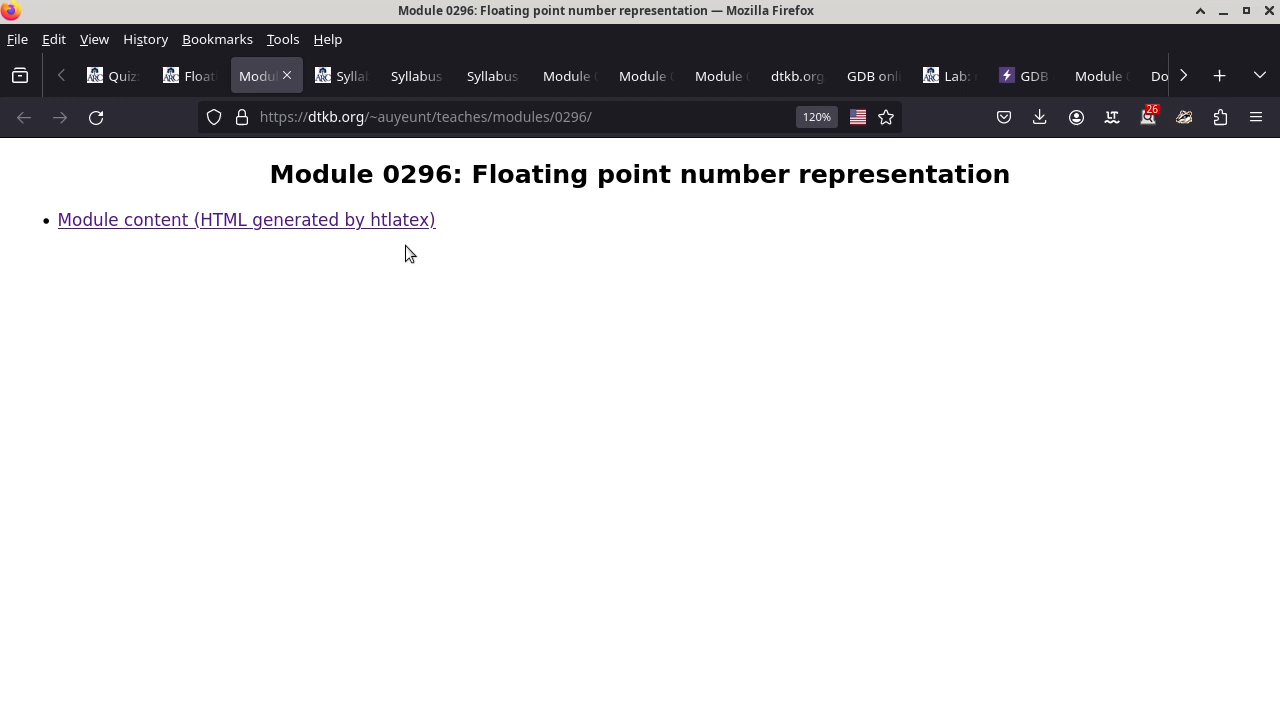 Module 0296: Floating point number representation — Mozilla Firefox
File Edit View History Bookmarks Tools Help
Quiz Float Modul Syllab Syllabus Syllabus Module Module Module dtkb.org GDB onli Lab: GDB Module Do
https://dtkb.org/~auyeunt/teaches/modules/0296/ 120% 26
Module 0296: Floating point number representation
• Module content (HTML generated by htlatex)